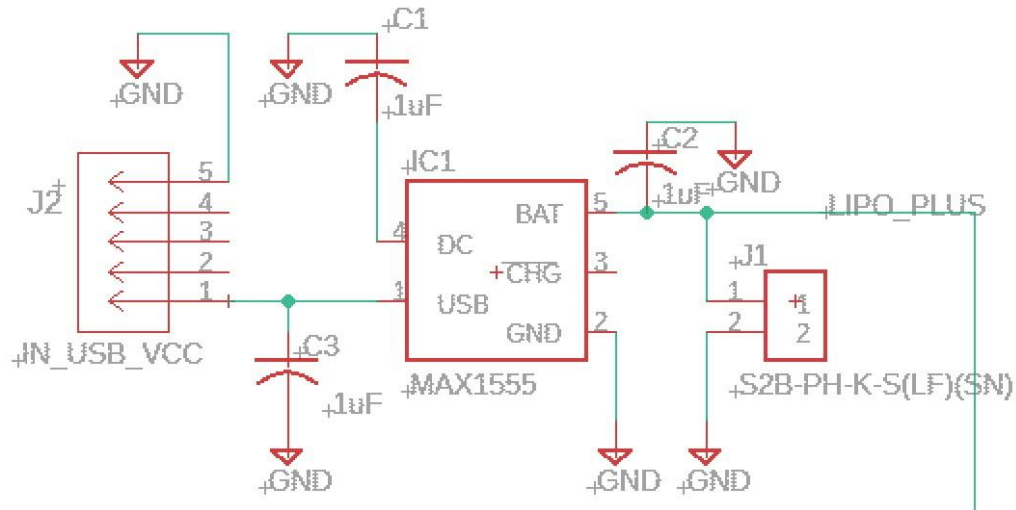 C1
GND
GND
1uF
C2
IC1
GND
1uF
J2
5
4
3
2
1
4
1
BAT
DC
CHG
USB
GND
5
3
2
LIPO_PLUS
J1
1
2
1
2
IN_USB_VCC
C3
1uF
MAX1555
S2B-PH-K-S(LF)(SN)
GND
GND
GND